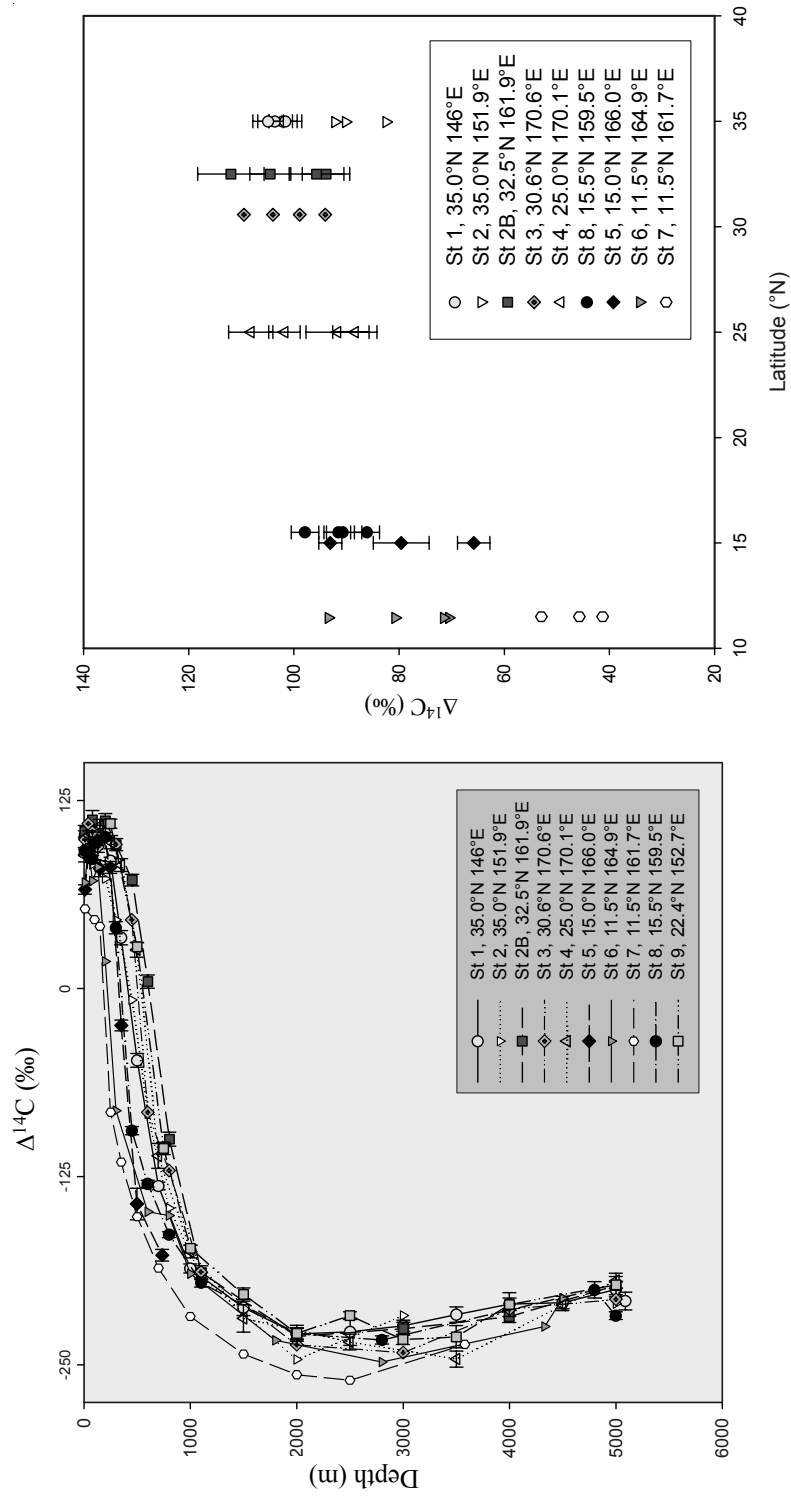 Δ¹⁴C (‰)
-250
-125
0
125
0
1000
2000
3000
4000
5000
6000
Depth (m)
St 1, 35.0°N 146°E
St 2, 35.0°N 151.9°E
St 2B, 32.5°N 161.9°E
St 3, 30.6°N 170.6°E
St 4, 25.0°N 170.1°E
St 5, 15.0°N 166.0°E
St 6, 11.5°N 164.9°E
St 7, 11.5°N 161.7°E
St 8, 15.5°N 159.5°E
St 9, 22.4°N 152.7°E
Δ¹⁴C (‰)
140
120
100
80
60
40
20
10
15
20
25
30
35
40
Latitude (°N)
St 1, 35.0°N 146°E
St 2, 35.0°N 151.9°E
St 2B, 32.5°N 161.9°E
St 3, 30.6°N 170.6°E
St 4, 25.0°N 170.1°E
St 8, 15.5°N 159.5°E
St 5, 15.0°N 166.0°E
St 6, 11.5°N 164.9°E
St 7, 11.5°N 161.7°E